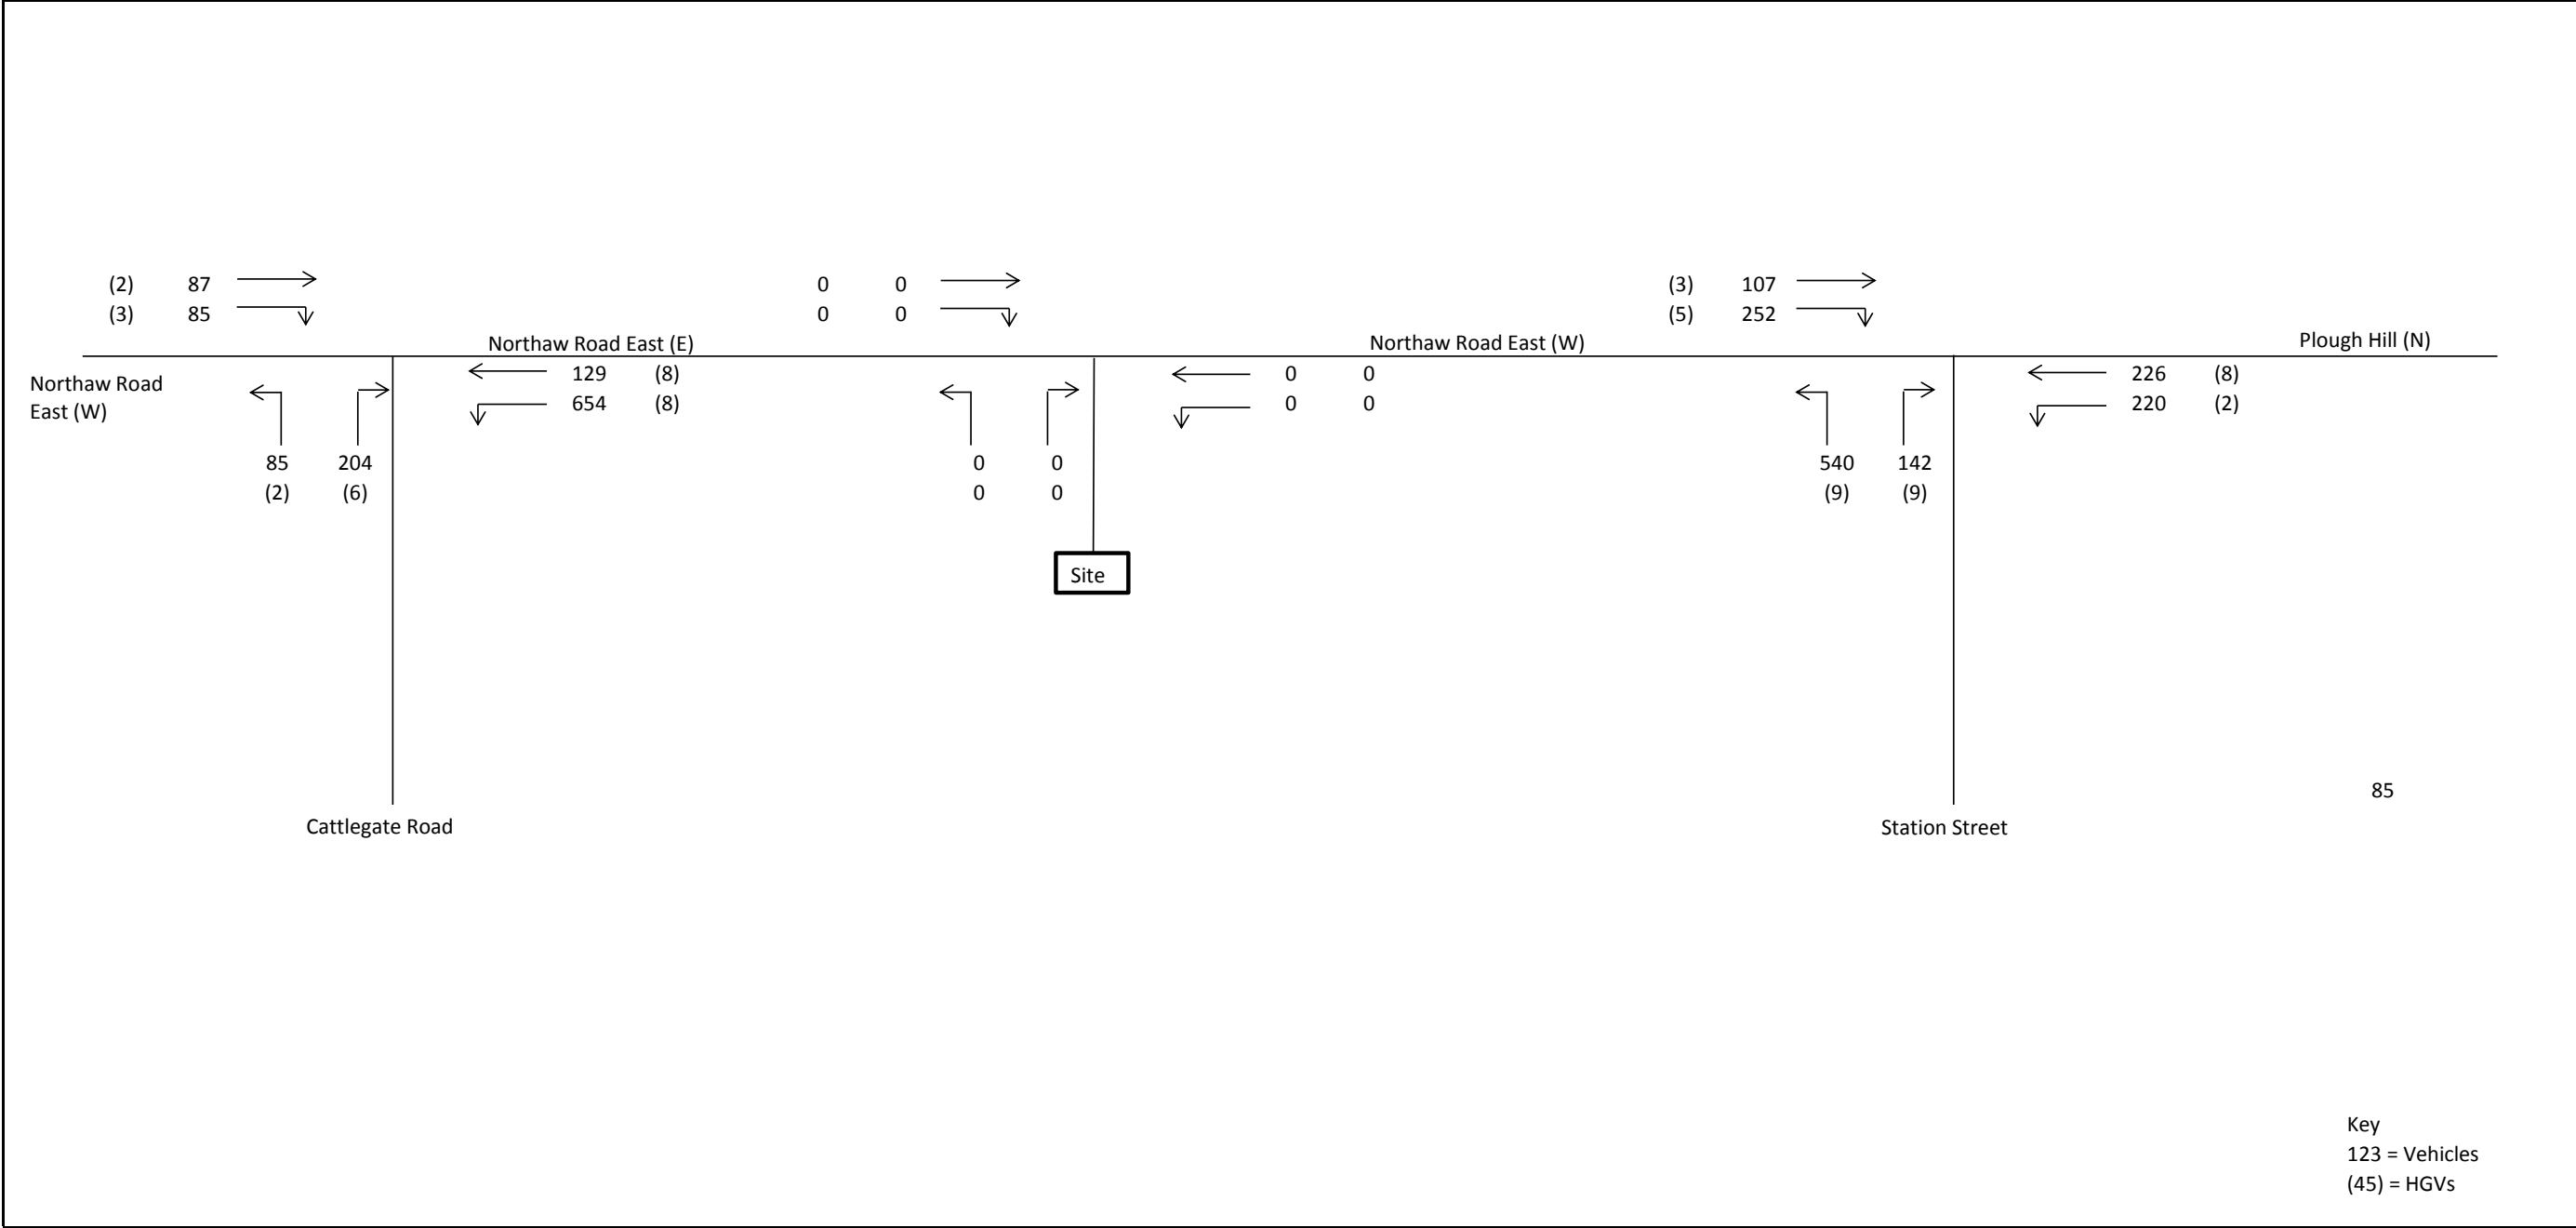 (2) 87
(3) 85
0 0
0 0
(3) 107
(5) 252
Northaw Road East (E)
Northaw Road East (W)
Plough Hill (N)
Northaw Road
East (W)
129 (8)
654 (8)
0 0
0 0
226 (8)
220 (2)
85 204
(2) (6)
0 0
0 0
540 142
(9) (9)
Site
85
Cattlegate Road
Station Street
Key
123 = Vehicles
(45) = HGVs